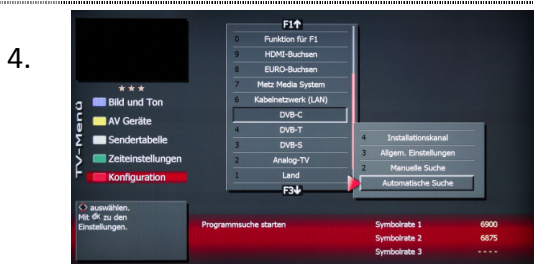 4.
F1↑
0 Funktion für F1
9 HDMI-Buchsen
8 EURO-Buchsen
7 Metz Media System
6 Kabelnetzwerk (LAN)
DVB-C
4 DVB-T
3 DVB-S
2 Analog-TV
1 Land
F3↓
4 Installationskanal
3 Allgem. Einstellungen
2 Manuelle Suche
Automatische Suche
TV-Menü
Bild und Ton
AV Geräte
Sendertabelle
Zeiteinstellungen
Konfiguration
auswählen.
Mit ok zu den
Einstellungen.
Programmsuche starten
Symbolrate 1 6900
Symbolrate 2 6875
Symbolrate 3 ----